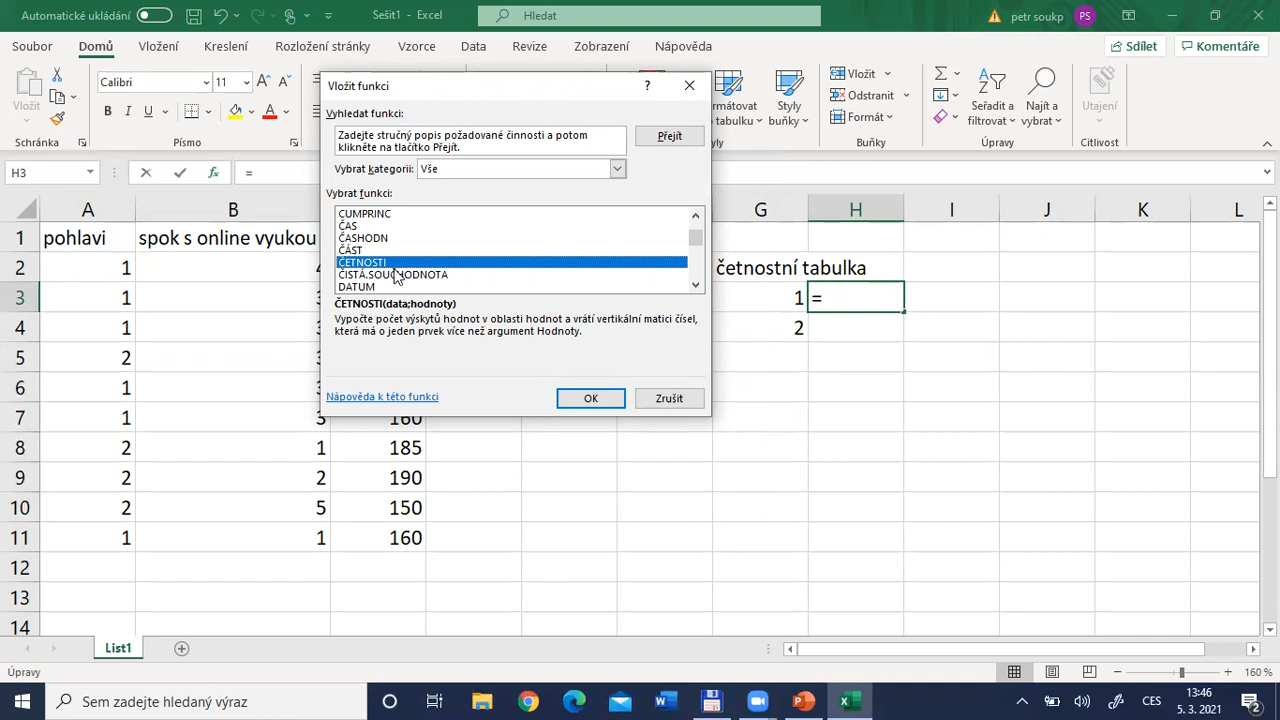 Automatické ukládání
Sešit1 - Excel
Hledat
petr soukp
PS
Soubor
Domů
Vložení
Kreslení
Rozložení stránky
Vzorce
Data
Revize
Zobrazení
Nápověda
Sdílet
Komentáře
Vložit
Schránka
Calibri
11
B I U
Formátovat
tabulku
Styly
buňky
Vložit
Odstranit
Formát
Buňky
Seřadit a
filtrovat
Najít a
vybrat
Úpravy
Utajení
Citlivost
Vložit funkci
?
Vyhledat funkci:
Zadejte stručný popis požadované činnosti a potom
klikněte na tlačítko Přejít.
Přejít
Vybrat kategorii:
Vše
Vybrat funkci:
CUMPRINC
ČAS
ČASHODN
ČÁST
ČETNOSTI
ČISTÁ.SOUČHODNOTA
DATUM
ČETNOSTI(data;hodnoty)
Vypočte počet výskytů hodnot v oblasti hodnot a vrátí vertikální matici čísel,
která má o jeden prvek více než argument Hodnoty.
Nápověda k této funkci
OK
Zrušit
H3
=
A B G H I J K L
1 pohlavi spok s online vyukou
2 1 4 četnostní tabulka
3 1 3 1 =
4 1 3 2
5 2 3
6 1 3
7 1 3 160
8 2 1 185
9 2 2 190
10 2 5 150
11 1 1 160
12
13
14
List1
Úpravy
160 %
Sem zadejte hledaný výraz
CES
13:46
5. 3. 2021
2